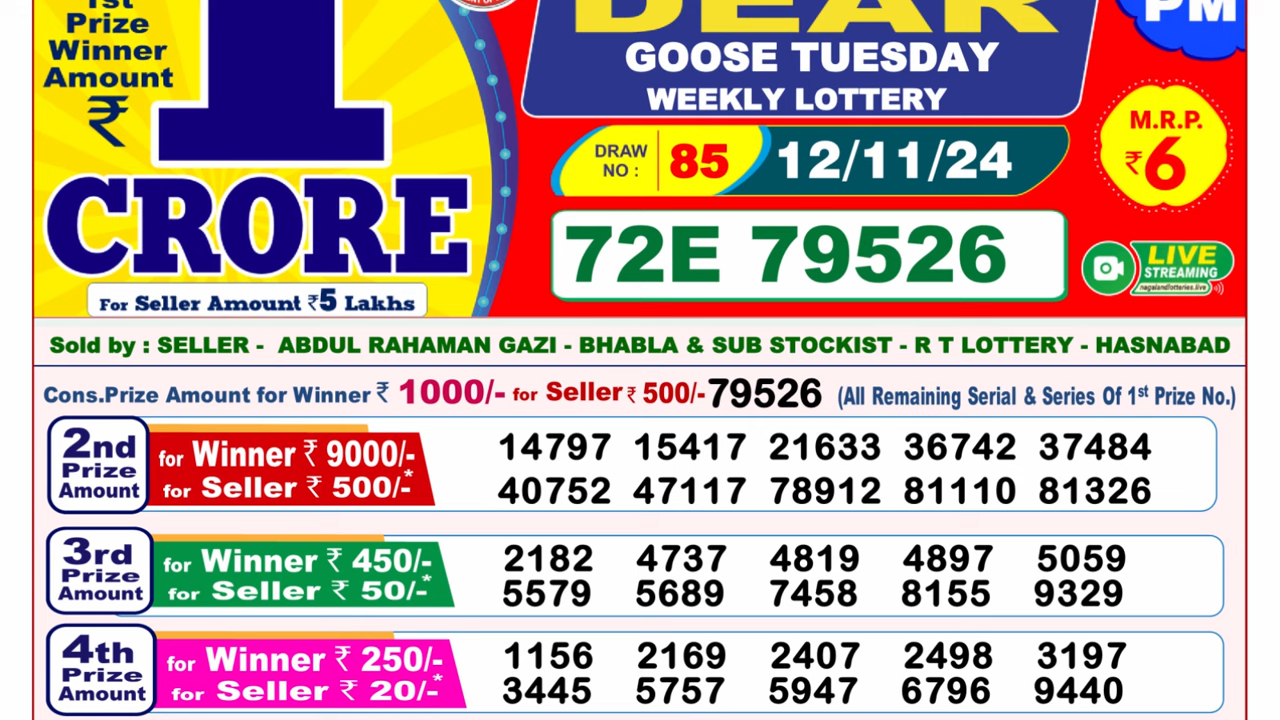 1st
Prize
Winner
Amount
₹
1
CRORE
For Seller Amount ₹5 Lakhs
DEAR
GOOSE TUESDAY
WEEKLY LOTTERY
PM
DRAW NO : 85 12/11/24
M.R.P.
₹6
72E 79526
LIVE
STREAMING
nagalandlotteries.live
Sold by : SELLER - ABDUL RAHAMAN GAZI - BHABLA & SUB STOCKIST - R T LOTTERY - HASNABAD
Cons.Prize Amount for Winner ₹ 1000/- for Seller ₹ 500/- 79526 (All Remaining Serial & Series Of 1st Prize No.)
2nd Prize Amount
for Winner ₹ 9000/-
for Seller ₹ 500/-*
14797 15417 21633 36742 37484
40752 47117 78912 81110 81326
3rd Prize Amount
for Winner ₹ 450/-
for Seller ₹ 50/-*
2182 4737 4819 4897 5059
5579 5689 7458 8155 9329
4th Prize Amount
for Winner ₹ 250/-
for Seller ₹ 20/-*
1156 2169 2407 2498 3197
3445 5757 5947 6796 9440